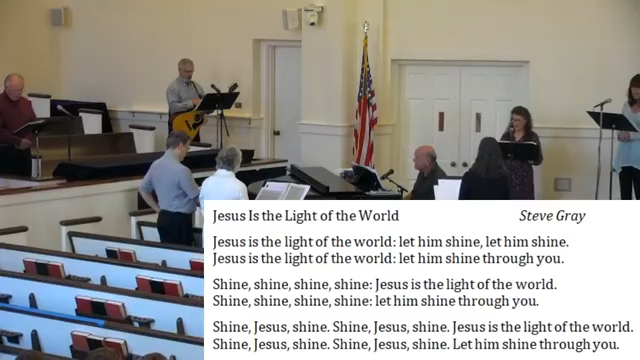 Jesus Is the Light of the World Steve Gray
Jesus is the light of the world: let him shine, let him shine.
Jesus is the light of the world: let him shine through you.
Shine, shine, shine, shine: Jesus is the light of the world.
Shine, shine, shine, shine: let him shine through you.
Shine, Jesus, shine. Shine, Jesus, shine. Jesus is the light of the world.
Shine, Jesus, shine. Shine, Jesus, shine. Let him shine through you.